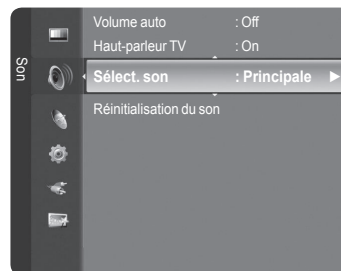 Son
Volume auto : Off
Haut-parleur TV : On
Sélect. son : Principale
Réinitialisation du son